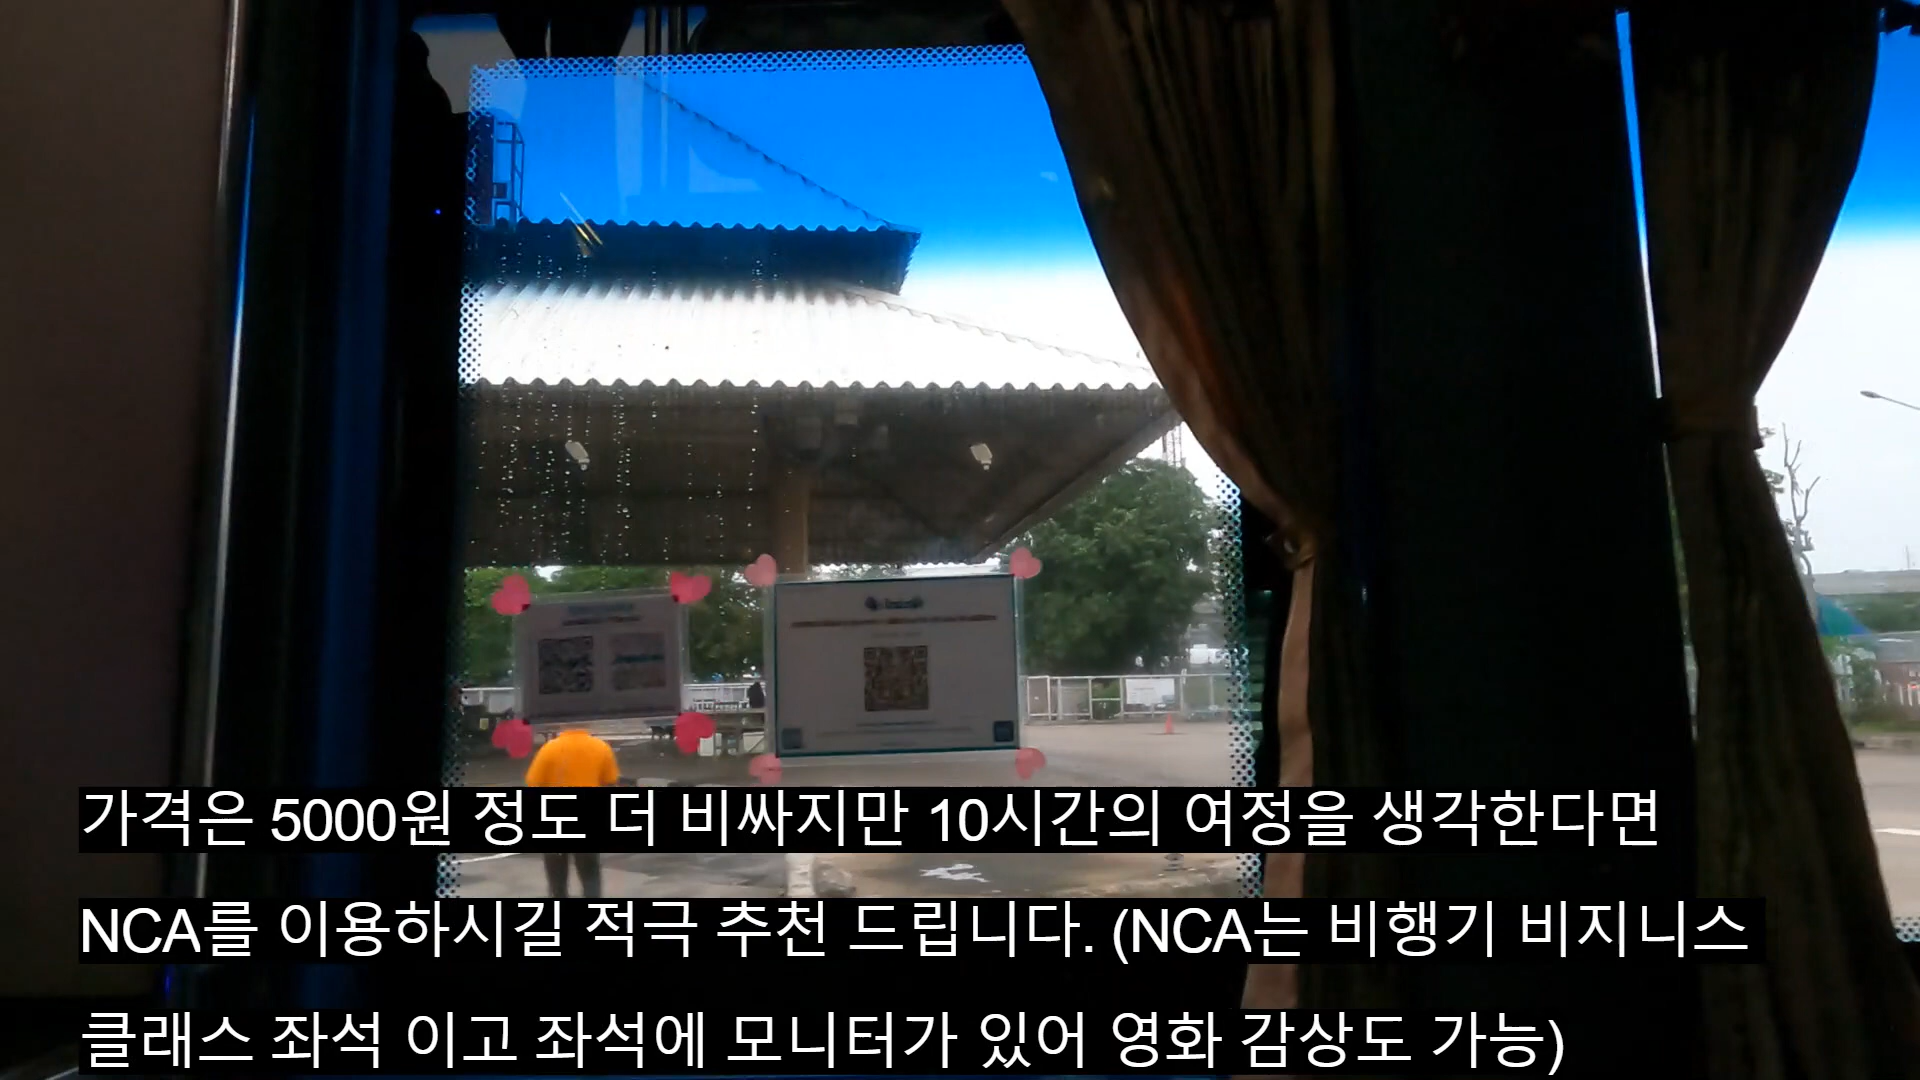 가격은 5000원 정도 더 비싸지만 10시간의 여정을 생각한다면
NCA를 이용하시길 적극 추천 드립니다. (NCA는 비행기 비지니스
클래스 좌석 이고 좌석에 모니터가 있어 영화 감상도 가능)